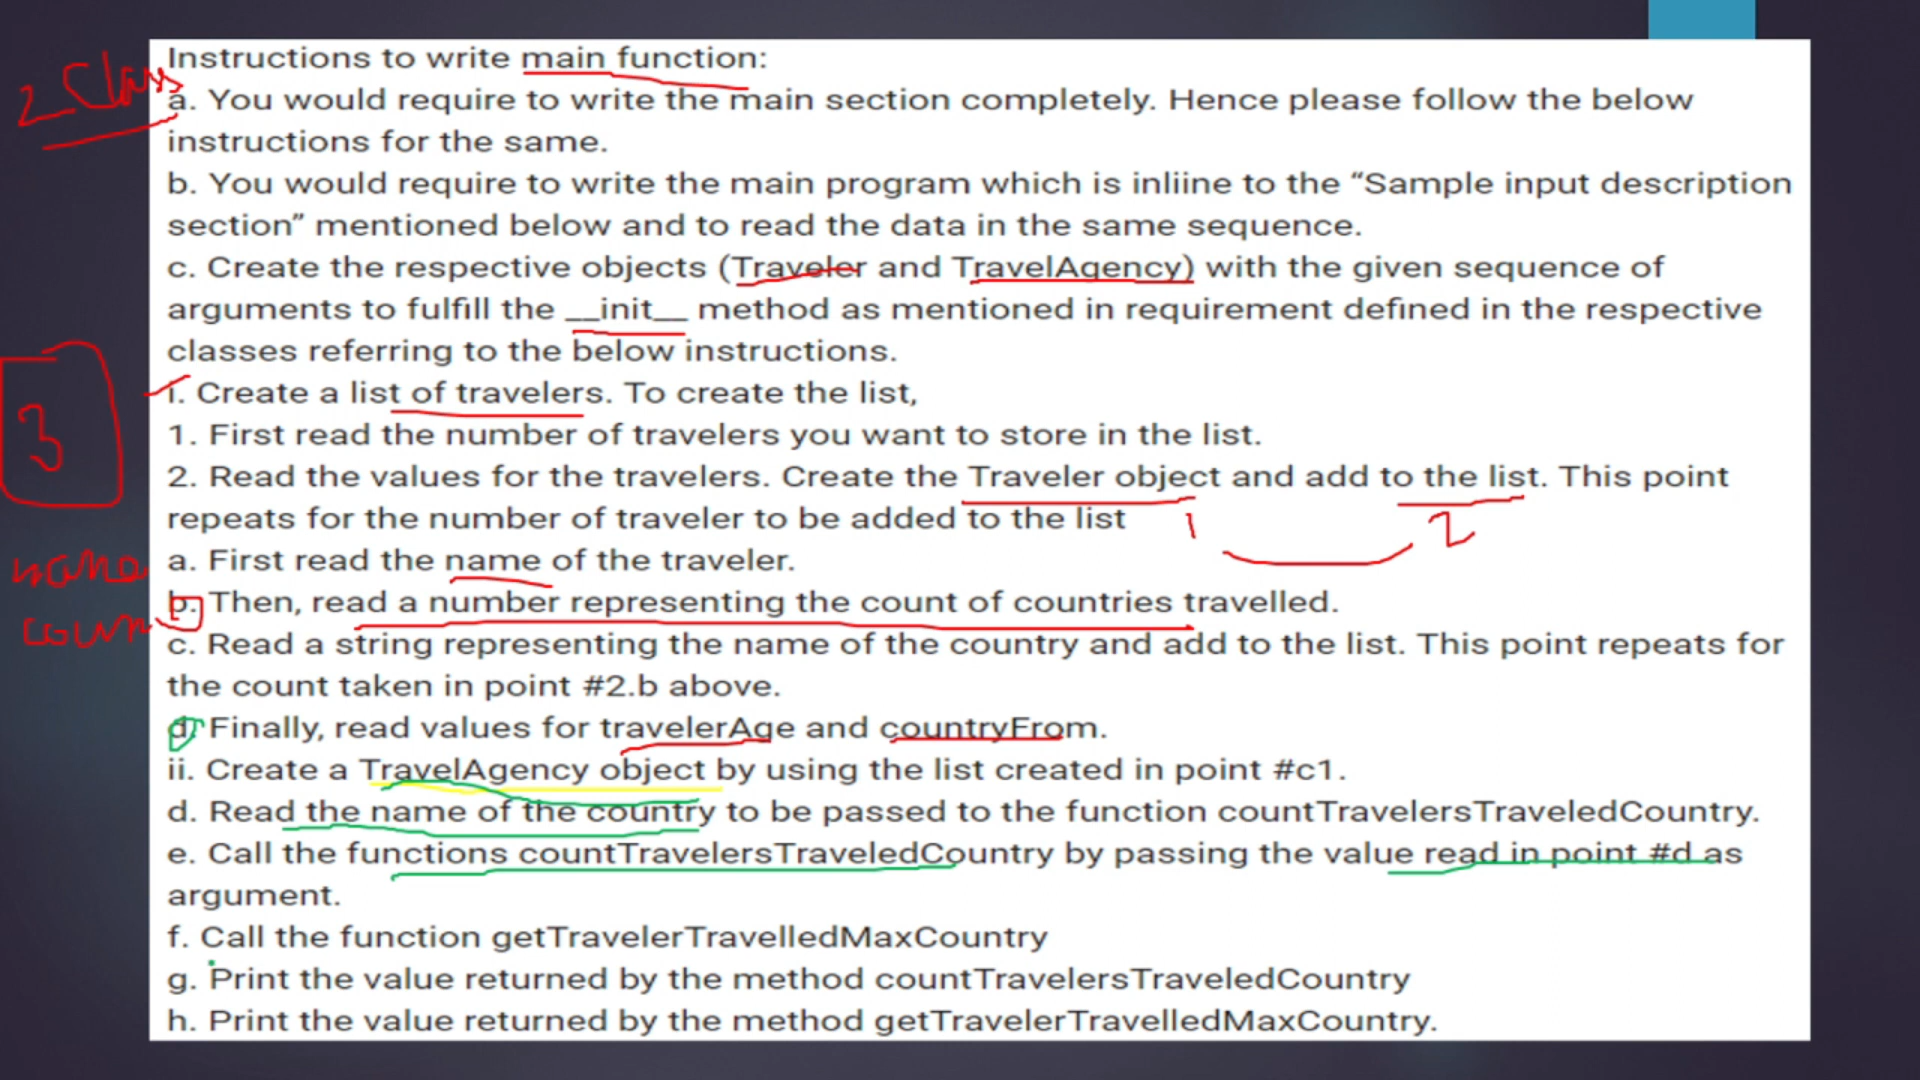 Instructions to write main function:
2 Class
a. You would require to write the main section completely. Hence please follow the below
instructions for the same.
b. You would require to write the main program which is inliine to the “Sample input description
section” mentioned below and to read the data in the same sequence.
c. Create the respective objects (Traveler and TravelAgency) with the given sequence of
arguments to fulfill the __init__ method as mentioned in requirement defined in the respective
classes referring to the below instructions.
i. Create a list of travelers. To create the list,
3
1. First read the number of travelers you want to store in the list.
2. Read the values for the travelers. Create the Traveler object and add to the list. This point
repeats for the number of traveler to be added to the list
1 2
a. First read the name of the traveler.
b. Then, read a number representing the count of countries travelled.
coun
c. Read a string representing the name of the country and add to the list. This point repeats for
the count taken in point #2.b above.
d. Finally, read values for travelerAge and countryFrom.
ii. Create a TravelAgency object by using the list created in point #c1.
d. Read the name of the country to be passed to the function countTravelersTraveledCountry.
e. Call the functions countTravelersTraveledCountry by passing the value read in point #d as
argument.
f. Call the function getTravelerTravelledMaxCountry
g. Print the value returned by the method countTravelersTraveledCountry
h. Print the value returned by the method getTravelerTravelledMaxCountry.